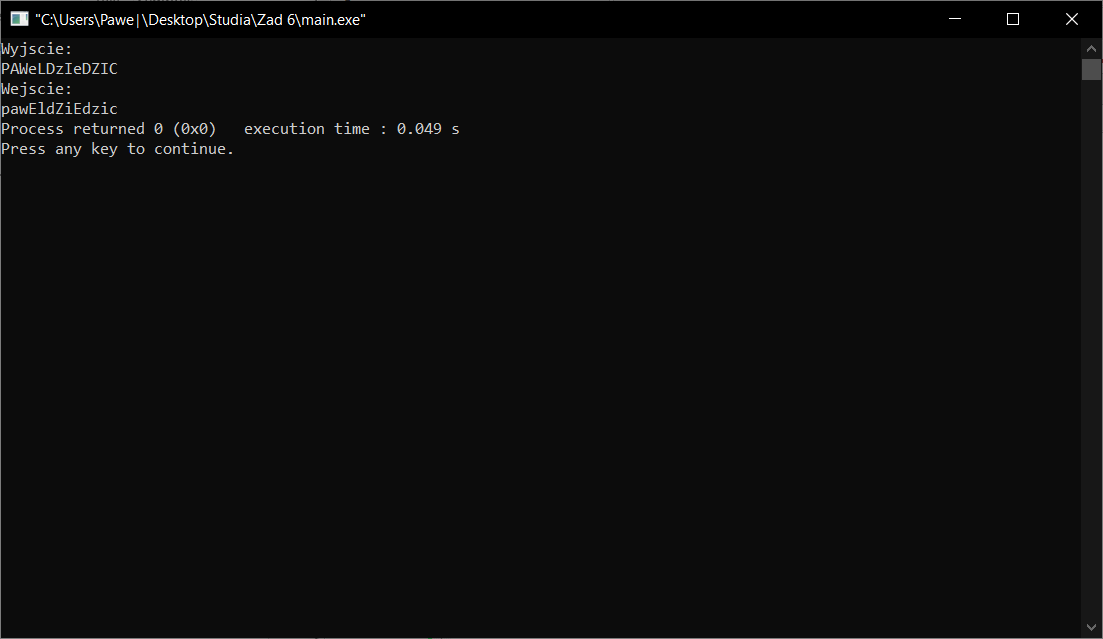 "C:\Users\Pawe|\Desktop\Studia\Zad 6\main.exe"
Wyjscie:
PAWeLDzIeDZIC
Wejscie:
pawEldZiEdzic
Process returned 0 (0x0)   execution time : 0.049 s
Press any key to continue.